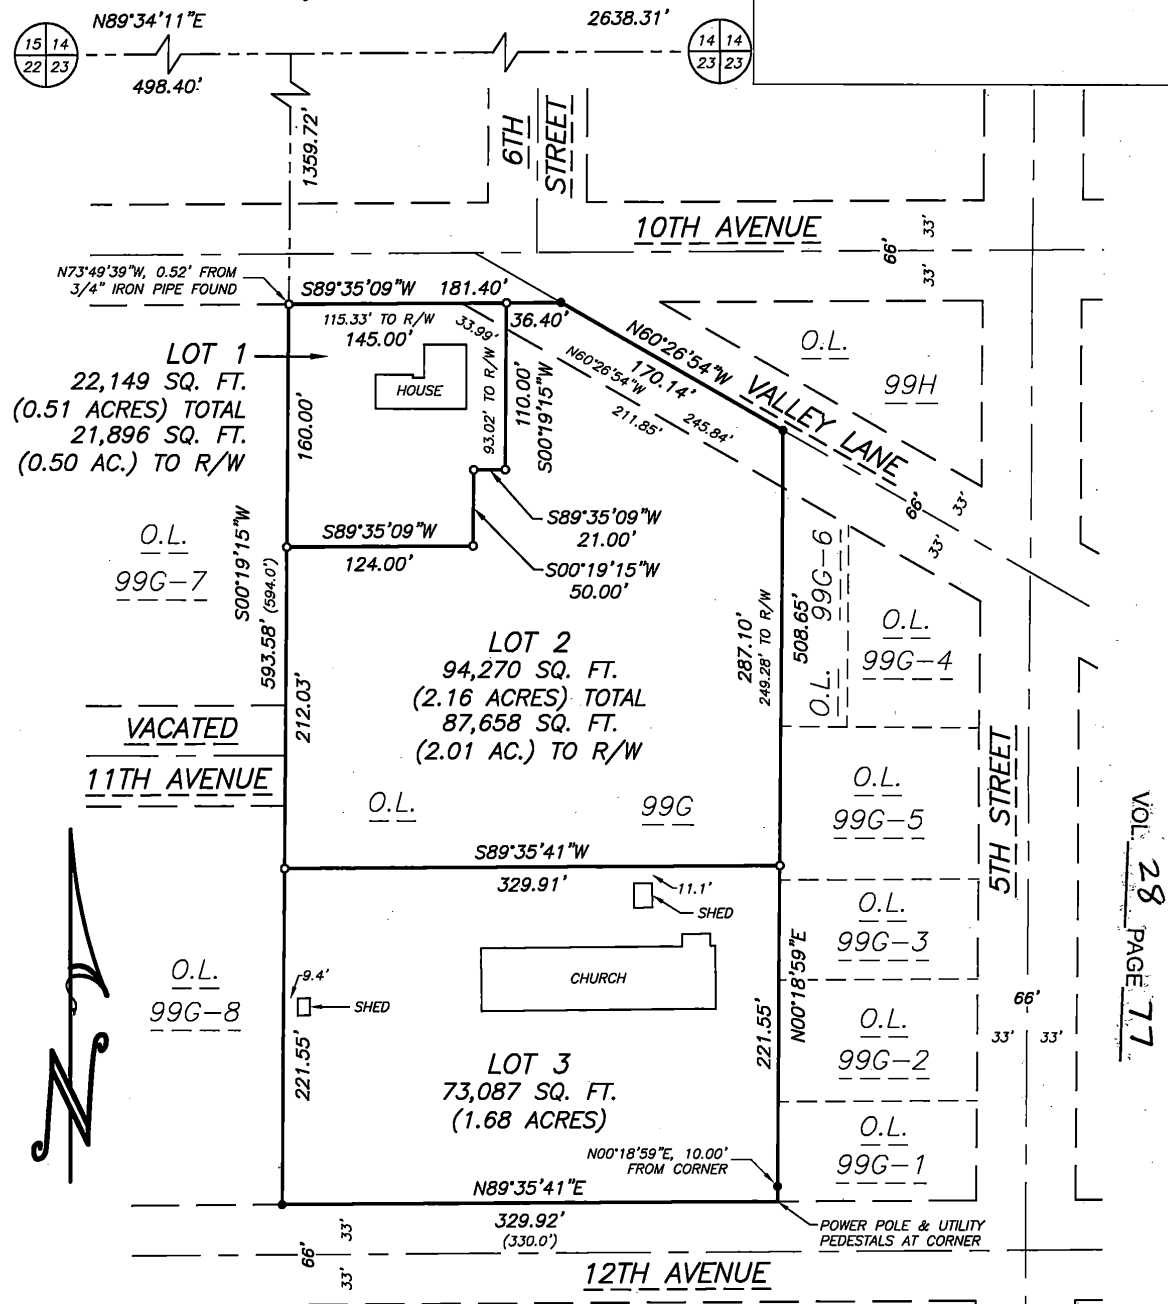 N89°34'11"E
2638.31'
15 14
22 23
14 14
23 23
498.40'
1359.72'
6TH
STREET
10TH AVENUE
33'
66'
33'
N73°49'39"W, 0.52' FROM
3/4" IRON PIPE FOUND
S89°35'09"W 181.40'
115.33' TO R/W
145.00'
33.99'
36.40'
N60°26'54"W
170.14'
N60°26'54"W
211.85'
245.84'
VALLEY LANE
66'
33'
33'
O.L.
99H
LOT 1
22,149 SQ. FT.
(0.51 ACRES) TOTAL
21,896 SQ. FT.
(0.50 AC.) TO R/W
HOUSE
160.00'
93.02' TO R/W
110.00'
S00°19'15"W
S89°35'09"W
21.00'
S00°19'15"W
50.00'
S89°35'09"W
124.00'
O.L.
99G-7
S00°19'15"W
593.58' (594.0')
212.03'
LOT 2
94,270 SQ. FT.
(2.16 ACRES) TOTAL
87,658 SQ. FT.
(2.01 AC.) TO R/W
287.10'
249.28' TO R/W
508.65'
O.L. 99G-6
O.L.
99G-4
VACATED
11TH AVENUE
O.L.
99G
O.L.
99G-5
5TH STREET
VOL. 28 PAGE 77
S89°35'41"W
329.91'
11.1'
SHED
O.L.
99G-3
N00°18'59"E
CHURCH
O.L.
99G-8
9.4'
SHED
221.55'
221.55'
66'
33' 33'
O.L.
99G-2
LOT 3
73,087 SQ. FT.
(1.68 ACRES)
O.L.
99G-1
N00°18'59"E, 10.00'
FROM CORNER
N89°35'41"E
329.92'
(330.0')
POWER POLE & UTILITY
PEDESTALS AT CORNER
33'
66'
33'
12TH AVENUE
N